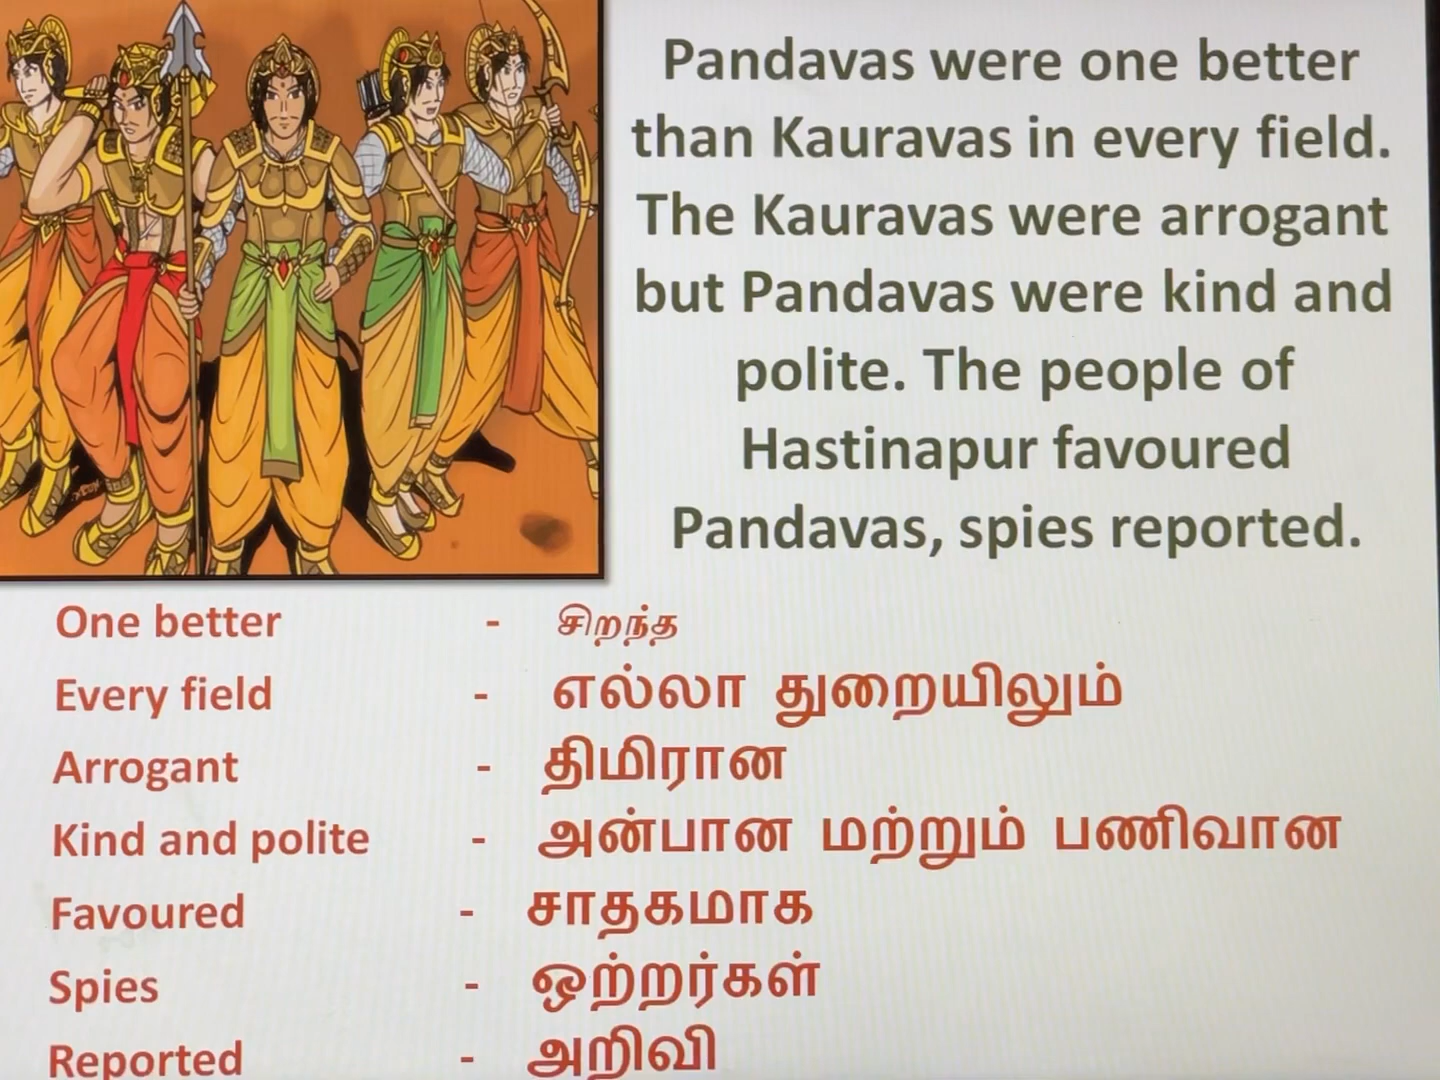 Pandavas were one better
than Kauravas in every field.
The Kauravas were arrogant
but Pandavas were kind and
polite. The people of
Hastinapur favoured
Pandavas, spies reported.
One better - சிறந்த
Every field - எல்லா துறையிலும்
Arrogant - திமிரான
Kind and polite - அன்பான மற்றும் பணிவான
Favoured - சாதகமாக
Spies - ஒற்றர்கள்
Reported - அறிவி